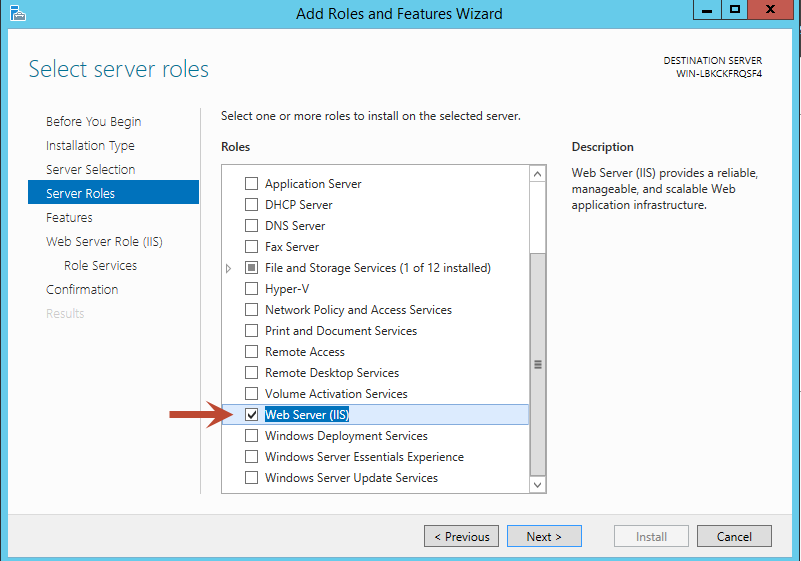 Add Roles and Features Wizard
Select server roles
DESTINATION SERVER
WIN-LBKCKFRQSF4
Before You Begin
Installation Type
Server Selection
Server Roles
Features
Web Server Role (IIS)
Role Services
Confirmation
Results
Select one or more roles to install on the selected server.
Roles
Application Server
DHCP Server
DNS Server
Fax Server
File and Storage Services (1 of 12 installed)
Hyper-V
Network Policy and Access Services
Print and Document Services
Remote Access
Remote Desktop Services
Volume Activation Services
Web Server (IIS)
Windows Deployment Services
Windows Server Essentials Experience
Windows Server Update Services
Description
Web Server (IIS) provides a reliable,
manageable, and scalable Web
application infrastructure.
< Previous
Next >
Install
Cancel